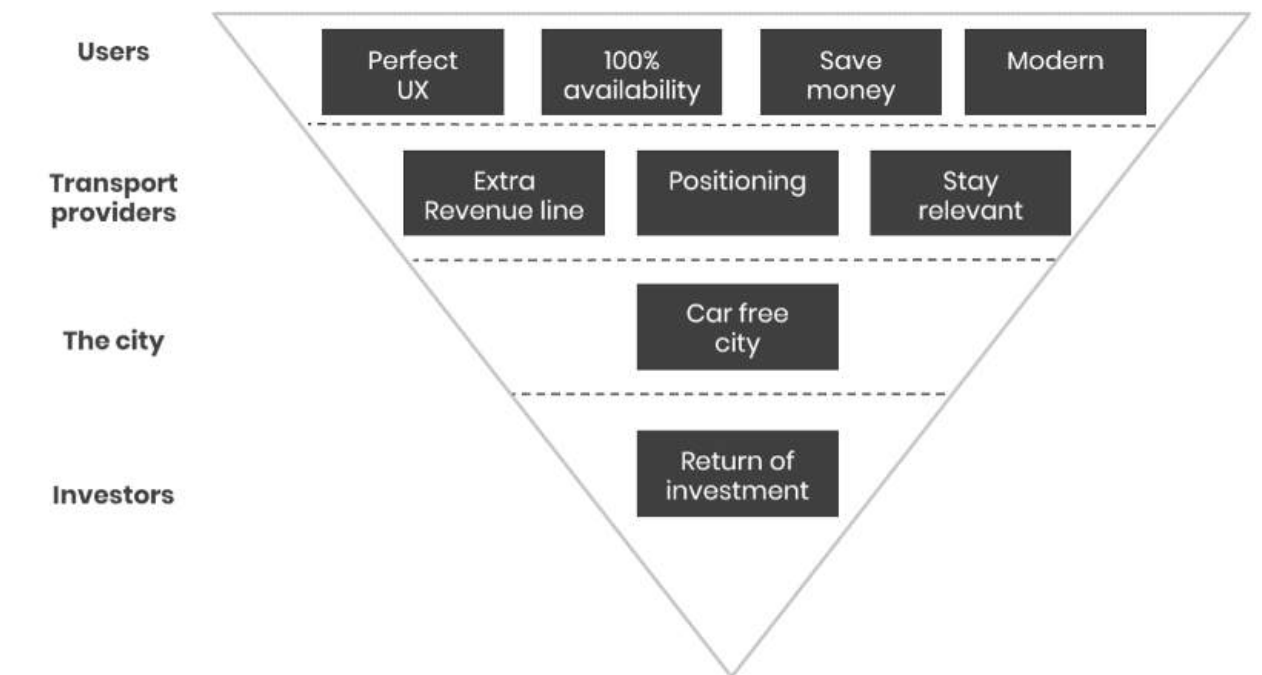 Users
Perfect
UX
100%
availability
Save
money
Modern
Transport
providers
Extra
Revenue line
Positioning
Stay
relevant
The city
Car free
city
Investors
Return of
investment